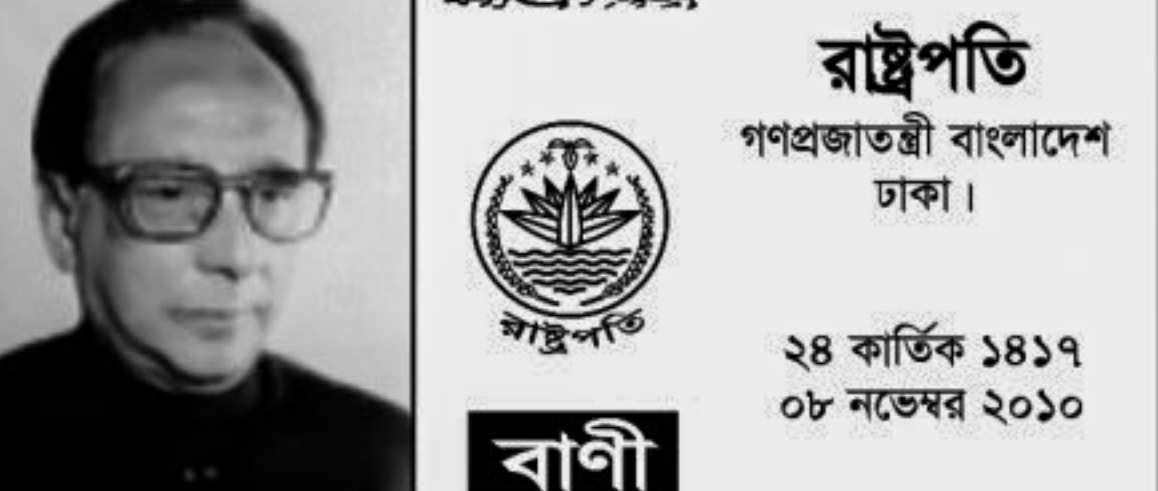 রাষ্ট্রপতি
গণপ্রজাতন্ত্রী বাংলাদেশ
ঢাকা।
রাষ্ট্রপতি
২৪ কার্তিক ১৪১৭
০৮ নভেম্বর ২০১০
বাণী